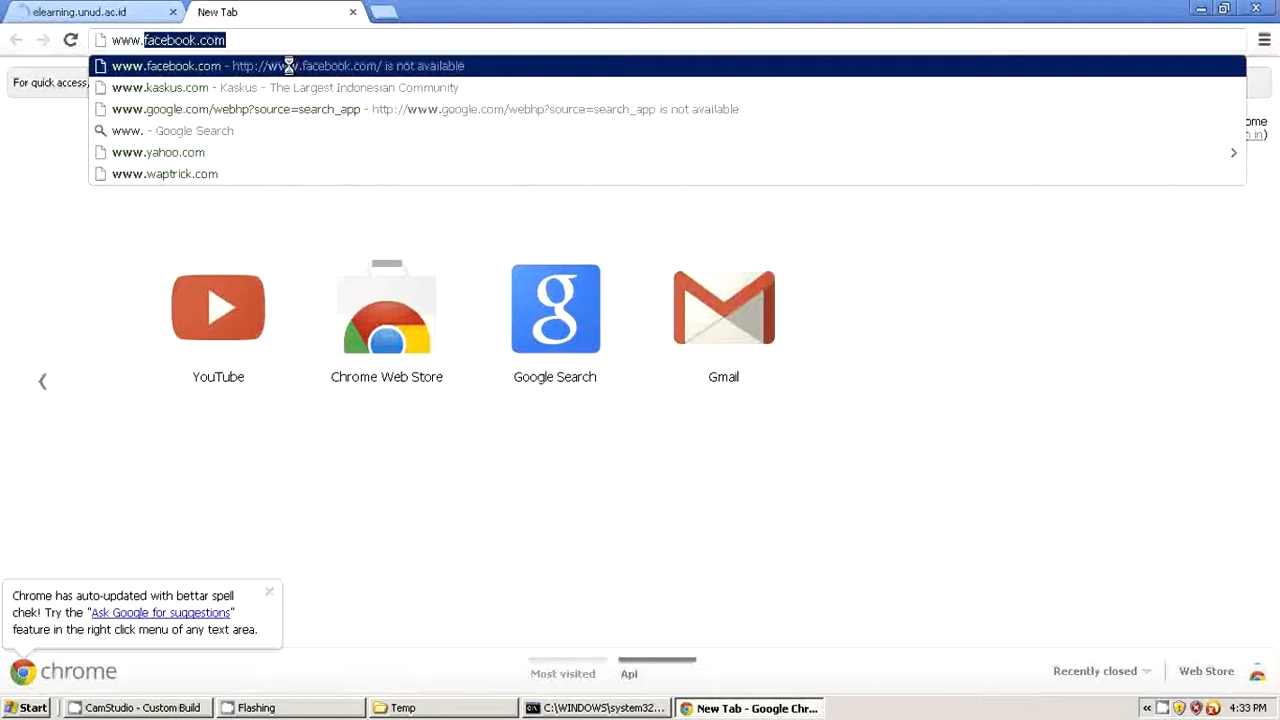 elearning.unud.ac.id
New Tab
www.facebook.com
www.facebook.com - http://www.facebook.com/ is not available
www.kaskus.com - Kaskus - The Largest Indonesian Community
www.google.com/webhp?source=search_app - http://www.google.com/webhp?source=search_app is not available
www. - Google Search
www.yahoo.com
www.waptrick.com
For quick access,
ome
in)
YouTube
Chrome Web Store
Google Search
Gmail
Chrome has auto-updated with bettar spell
chek! Try the "Ask Google for suggestions"
feature in the right click menu of any text area.
chrome
Most visited
Api
Recently closed
Web Store
Start
CamStudio - Custom Build
Flashing
Temp
C:\WINDOWS\system32...
New Tab - Google Chr...
4:33 PM